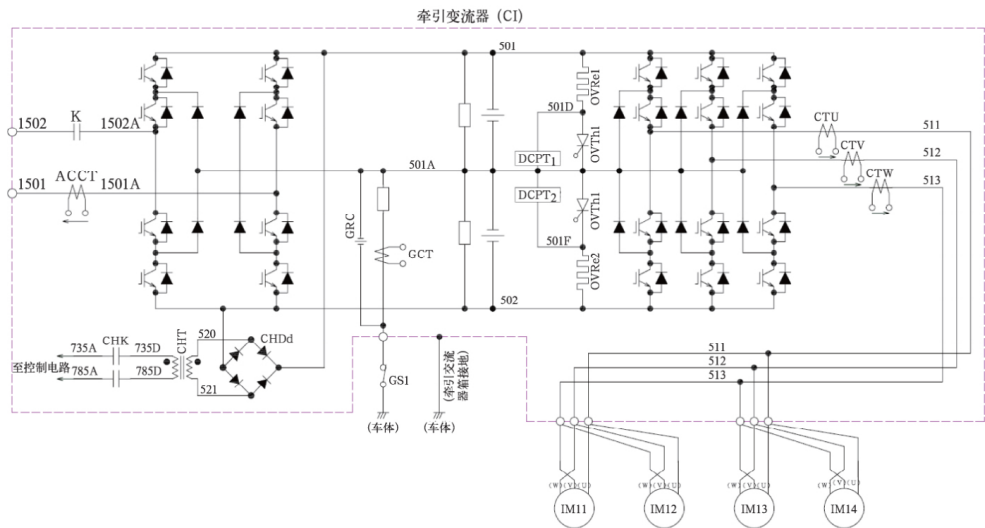 牵引变流器 (CI)
501
OVRe1
501D
K
1502
1502A
OVTh1
CTU
511
CTV
512
DCPT1
501A
ACCT
1501
1501A
CTW
513
DCPT2
OVTh1
GRC
GCT
501F
OVRe2
502
CHK
CHT
520
CHDd
735A
735D
至控制电路
785A
785D
521
GS1
(牵引变流
器箱接地)
(车体)
(车体)
511
512
513
(W)(V)(U)
(W)(V)(U)
(W)(V)(U)
(W)(V)(U)
IM11
IM12
IM13
IM14